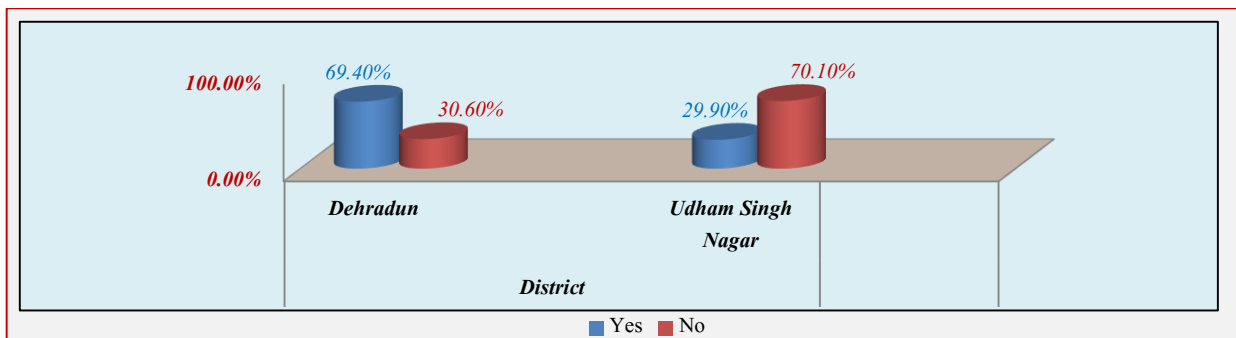 70.10%
69.40%
100.00%
30.60%
29.90%
0.00%
Dehradun
Udham Singh
Nagar
District
Yes No